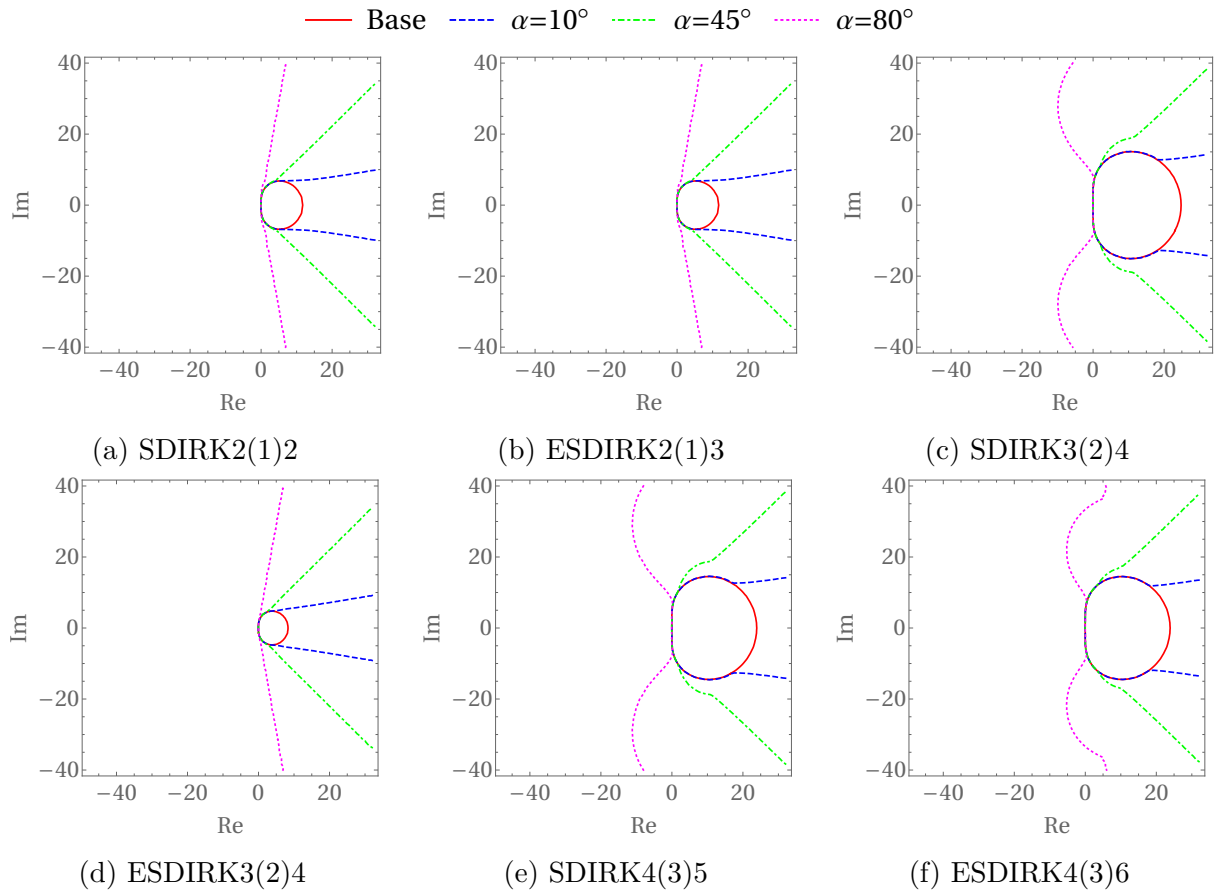 Base α=10° α=45° α=80°
40
20
0
−20
−40
Im
−40 −20 0 20
Re
(a) SDIRK2(1)2
40
20
0
−20
−40
Im
−40 −20 0 20
Re
(b) ESDIRK2(1)3
40
20
0
−20
−40
Im
−40 −20 0 20
Re
(c) SDIRK3(2)4
40
20
0
−20
−40
Im
−40 −20 0 20
Re
(d) ESDIRK3(2)4
40
20
0
−20
−40
Im
−40 −20 0 20
Re
(e) SDIRK4(3)5
40
20
0
−20
−40
Im
−40 −20 0 20
Re
(f) ESDIRK4(3)6